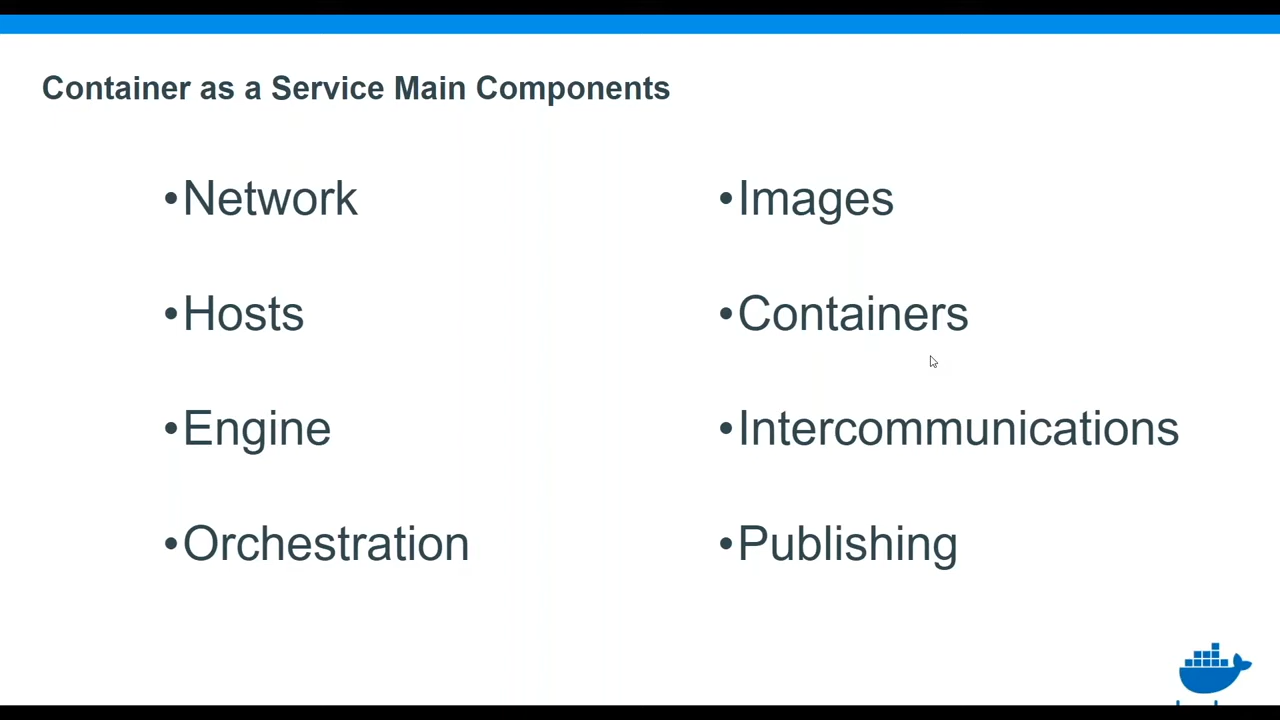 Container as a Service Main Components
•Network
•Hosts
•Engine
•Orchestration
•Images
•Containers
•Intercommunications
•Publishing